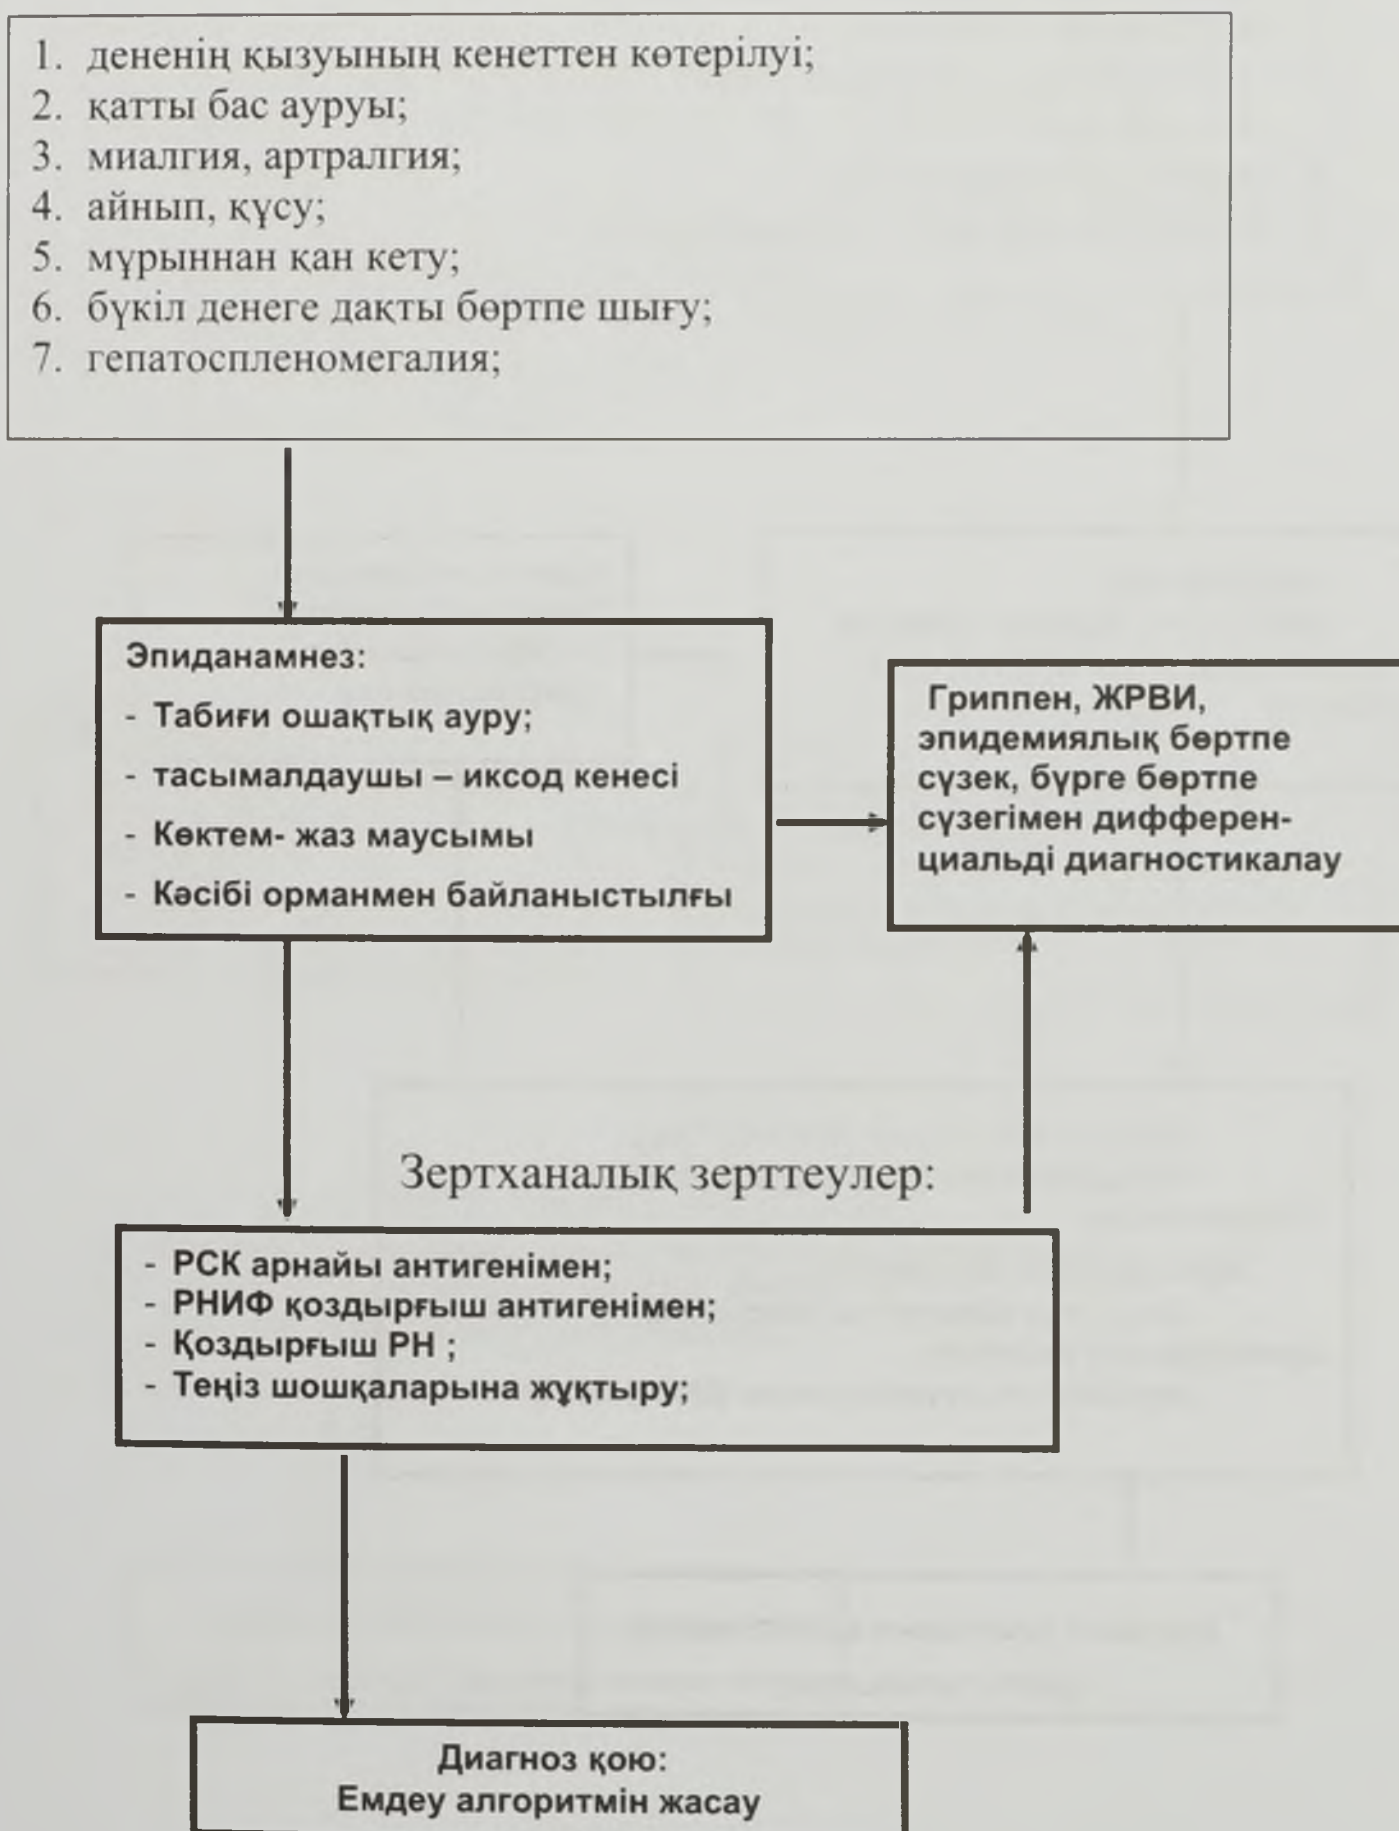 1. дененің қызуының кенеттен көтерілуі;
2. қатты бас ауруы;
3. миалгия, артралгия;
4. айнып, құсу;
5. мұрыннан қан кету;
6. бүкіл денеге дақты бөртпе шығу;
7. гепатоспленомегалия;
Эпиданамнез:
- Табиғи ошақтық ауру;
- тасымалдаушы – иксод кенесі
- Көктем- жаз маусымы
- Кәсібі орманмен байланыстылғы
Гриппен, ЖРВИ,
эпидемиялық бөртпе
сүзек, бүрге бөртпе
сүзегімен дифферен-
циальді диагностикалау
Зертханалық зерттеулер:
- РСК арнайы антигенімен;
- РНИФ қоздырғыш антигенімен;
- Қоздырғыш РН ;
- Теңіз шошқаларына жұқтыру;
Диагноз қою:
Емдеу алгоритмін жасау